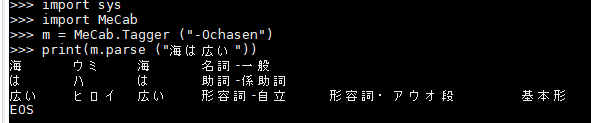 >>> import sys
>>> import MeCab
>>> m = MeCab.Tagger ("-Ochasen")
>>> print(m.parse ("海は広い"))
海 ウミ 海 名詞-一般
は ハ は 助詞-係助詞
広い ヒロイ 広い 形容詞-自立 形容詞・アウオ段 基本形
EOS